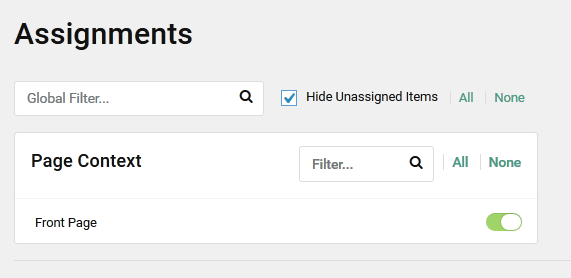 Assignments
Global Filter... Hide Unassigned Items All None
Page Context Filter... All None
Front Page